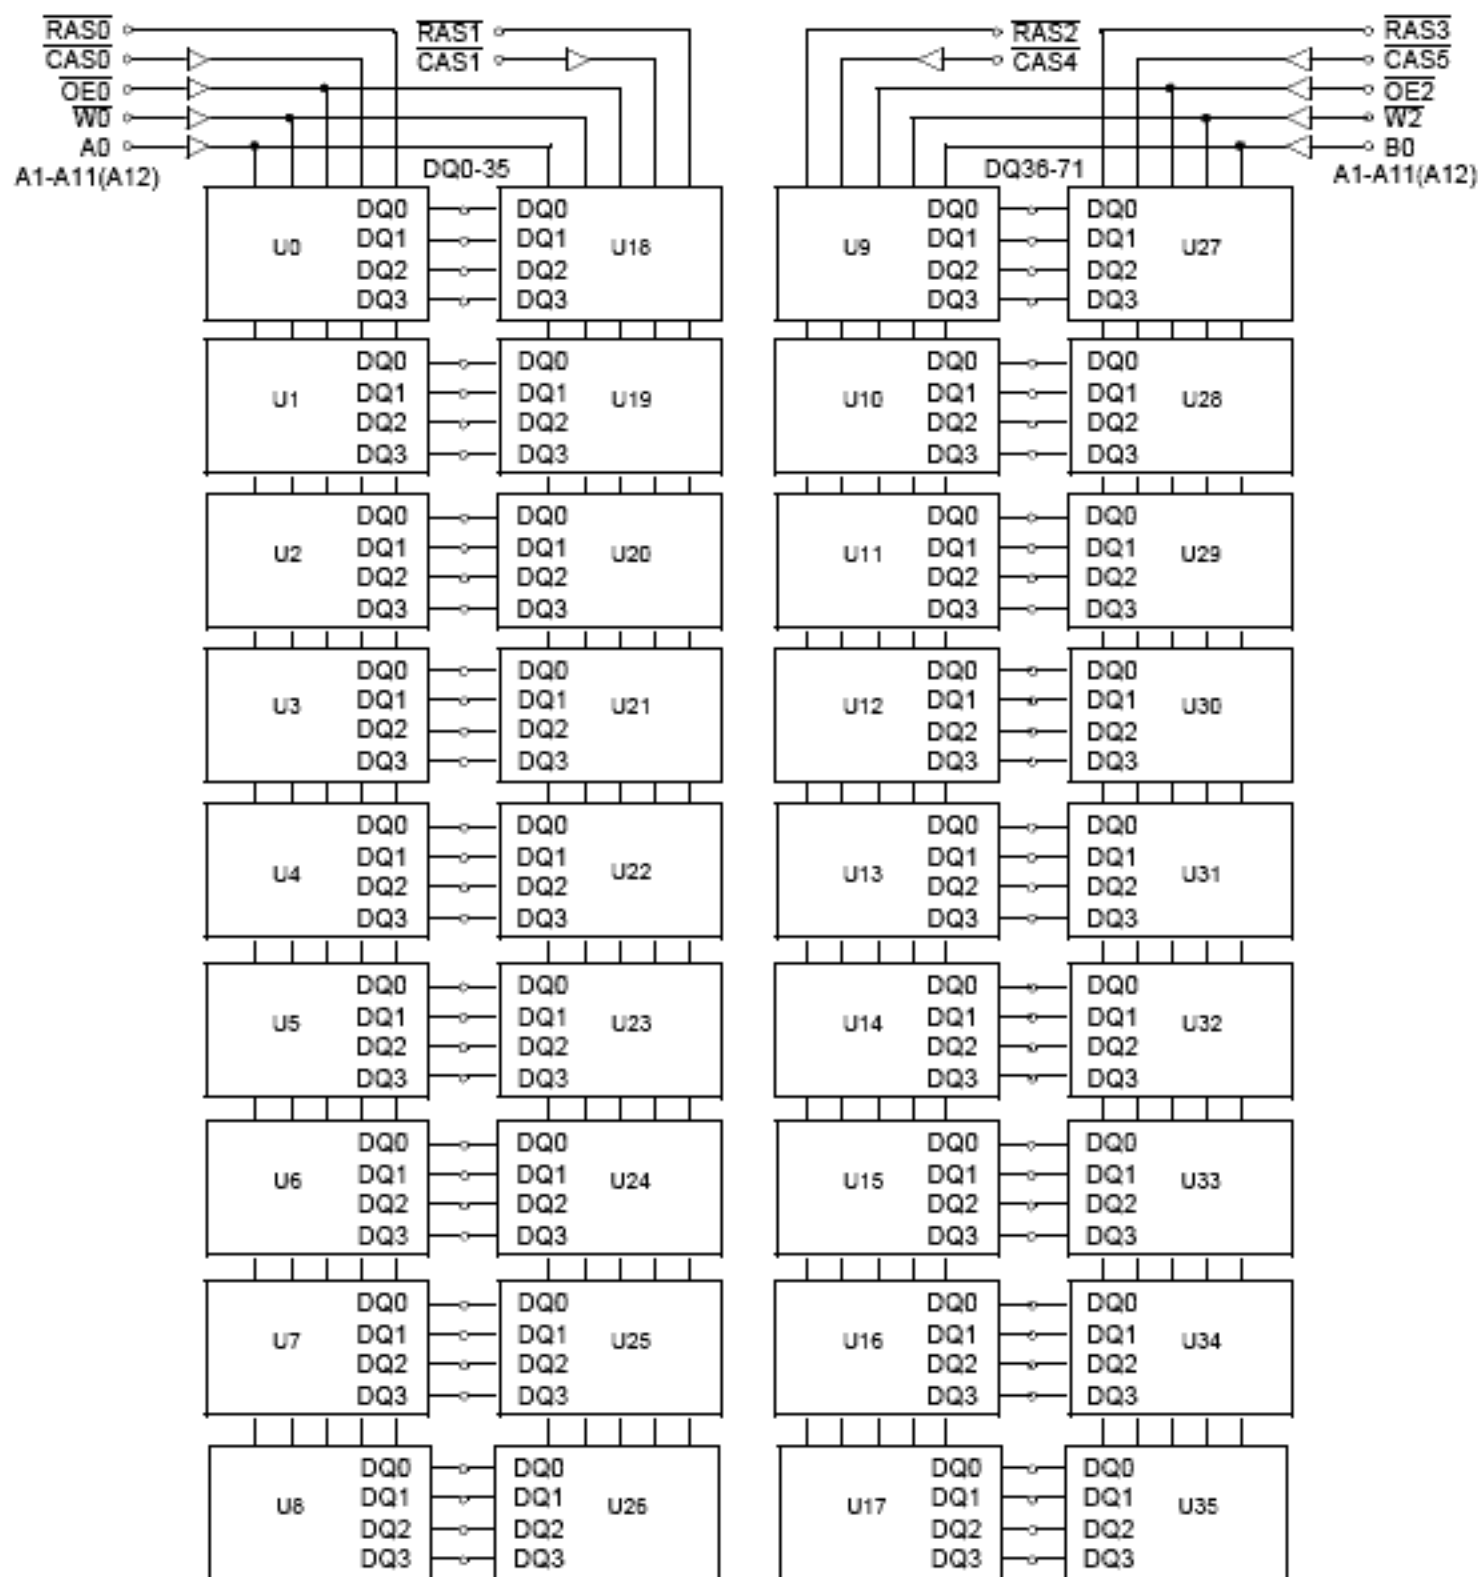 RAS0 RAS1 RAS2 RAS3
CAS0 CAS1 CAS4 CAS5
OE0 OE2
W0 W2
A0 B0
A1-A11(A12) DQ0-35 DQ36-71 A1-A11(A12)
DQ0 DQ0 DQ0 DQ0
U0 DQ1 DQ1 U18 U9 DQ1 DQ1 U27
DQ2 DQ2 DQ2 DQ2
DQ3 DQ3 DQ3 DQ3
DQ0 DQ0 DQ0 DQ0
U1 DQ1 DQ1 U19 U10 DQ1 DQ1 U28
DQ2 DQ2 DQ2 DQ2
DQ3 DQ3 DQ3 DQ3
DQ0 DQ0 DQ0 DQ0
U2 DQ1 DQ1 U20 U11 DQ1 DQ1 U29
DQ2 DQ2 DQ2 DQ2
DQ3 DQ3 DQ3 DQ3
DQ0 DQ0 DQ0 DQ0
U3 DQ1 DQ1 U21 U12 DQ1 DQ1 U30
DQ2 DQ2 DQ2 DQ2
DQ3 DQ3 DQ3 DQ3
DQ0 DQ0 DQ0 DQ0
U4 DQ1 DQ1 U22 U13 DQ1 DQ1 U31
DQ2 DQ2 DQ2 DQ2
DQ3 DQ3 DQ3 DQ3
DQ0 DQ0 DQ0 DQ0
U5 DQ1 DQ1 U23 U14 DQ1 DQ1 U32
DQ2 DQ2 DQ2 DQ2
DQ3 DQ3 DQ3 DQ3
DQ0 DQ0 DQ0 DQ0
U6 DQ1 DQ1 U24 U15 DQ1 DQ1 U33
DQ2 DQ2 DQ2 DQ2
DQ3 DQ3 DQ3 DQ3
DQ0 DQ0 DQ0 DQ0
U7 DQ1 DQ1 U25 U16 DQ1 DQ1 U34
DQ2 DQ2 DQ2 DQ2
DQ3 DQ3 DQ3 DQ3
DQ0 DQ0 DQ0 DQ0
U8 DQ1 DQ1 U26 U17 DQ1 DQ1 U35
DQ2 DQ2 DQ2 DQ2
DQ3 DQ3 DQ3 DQ3